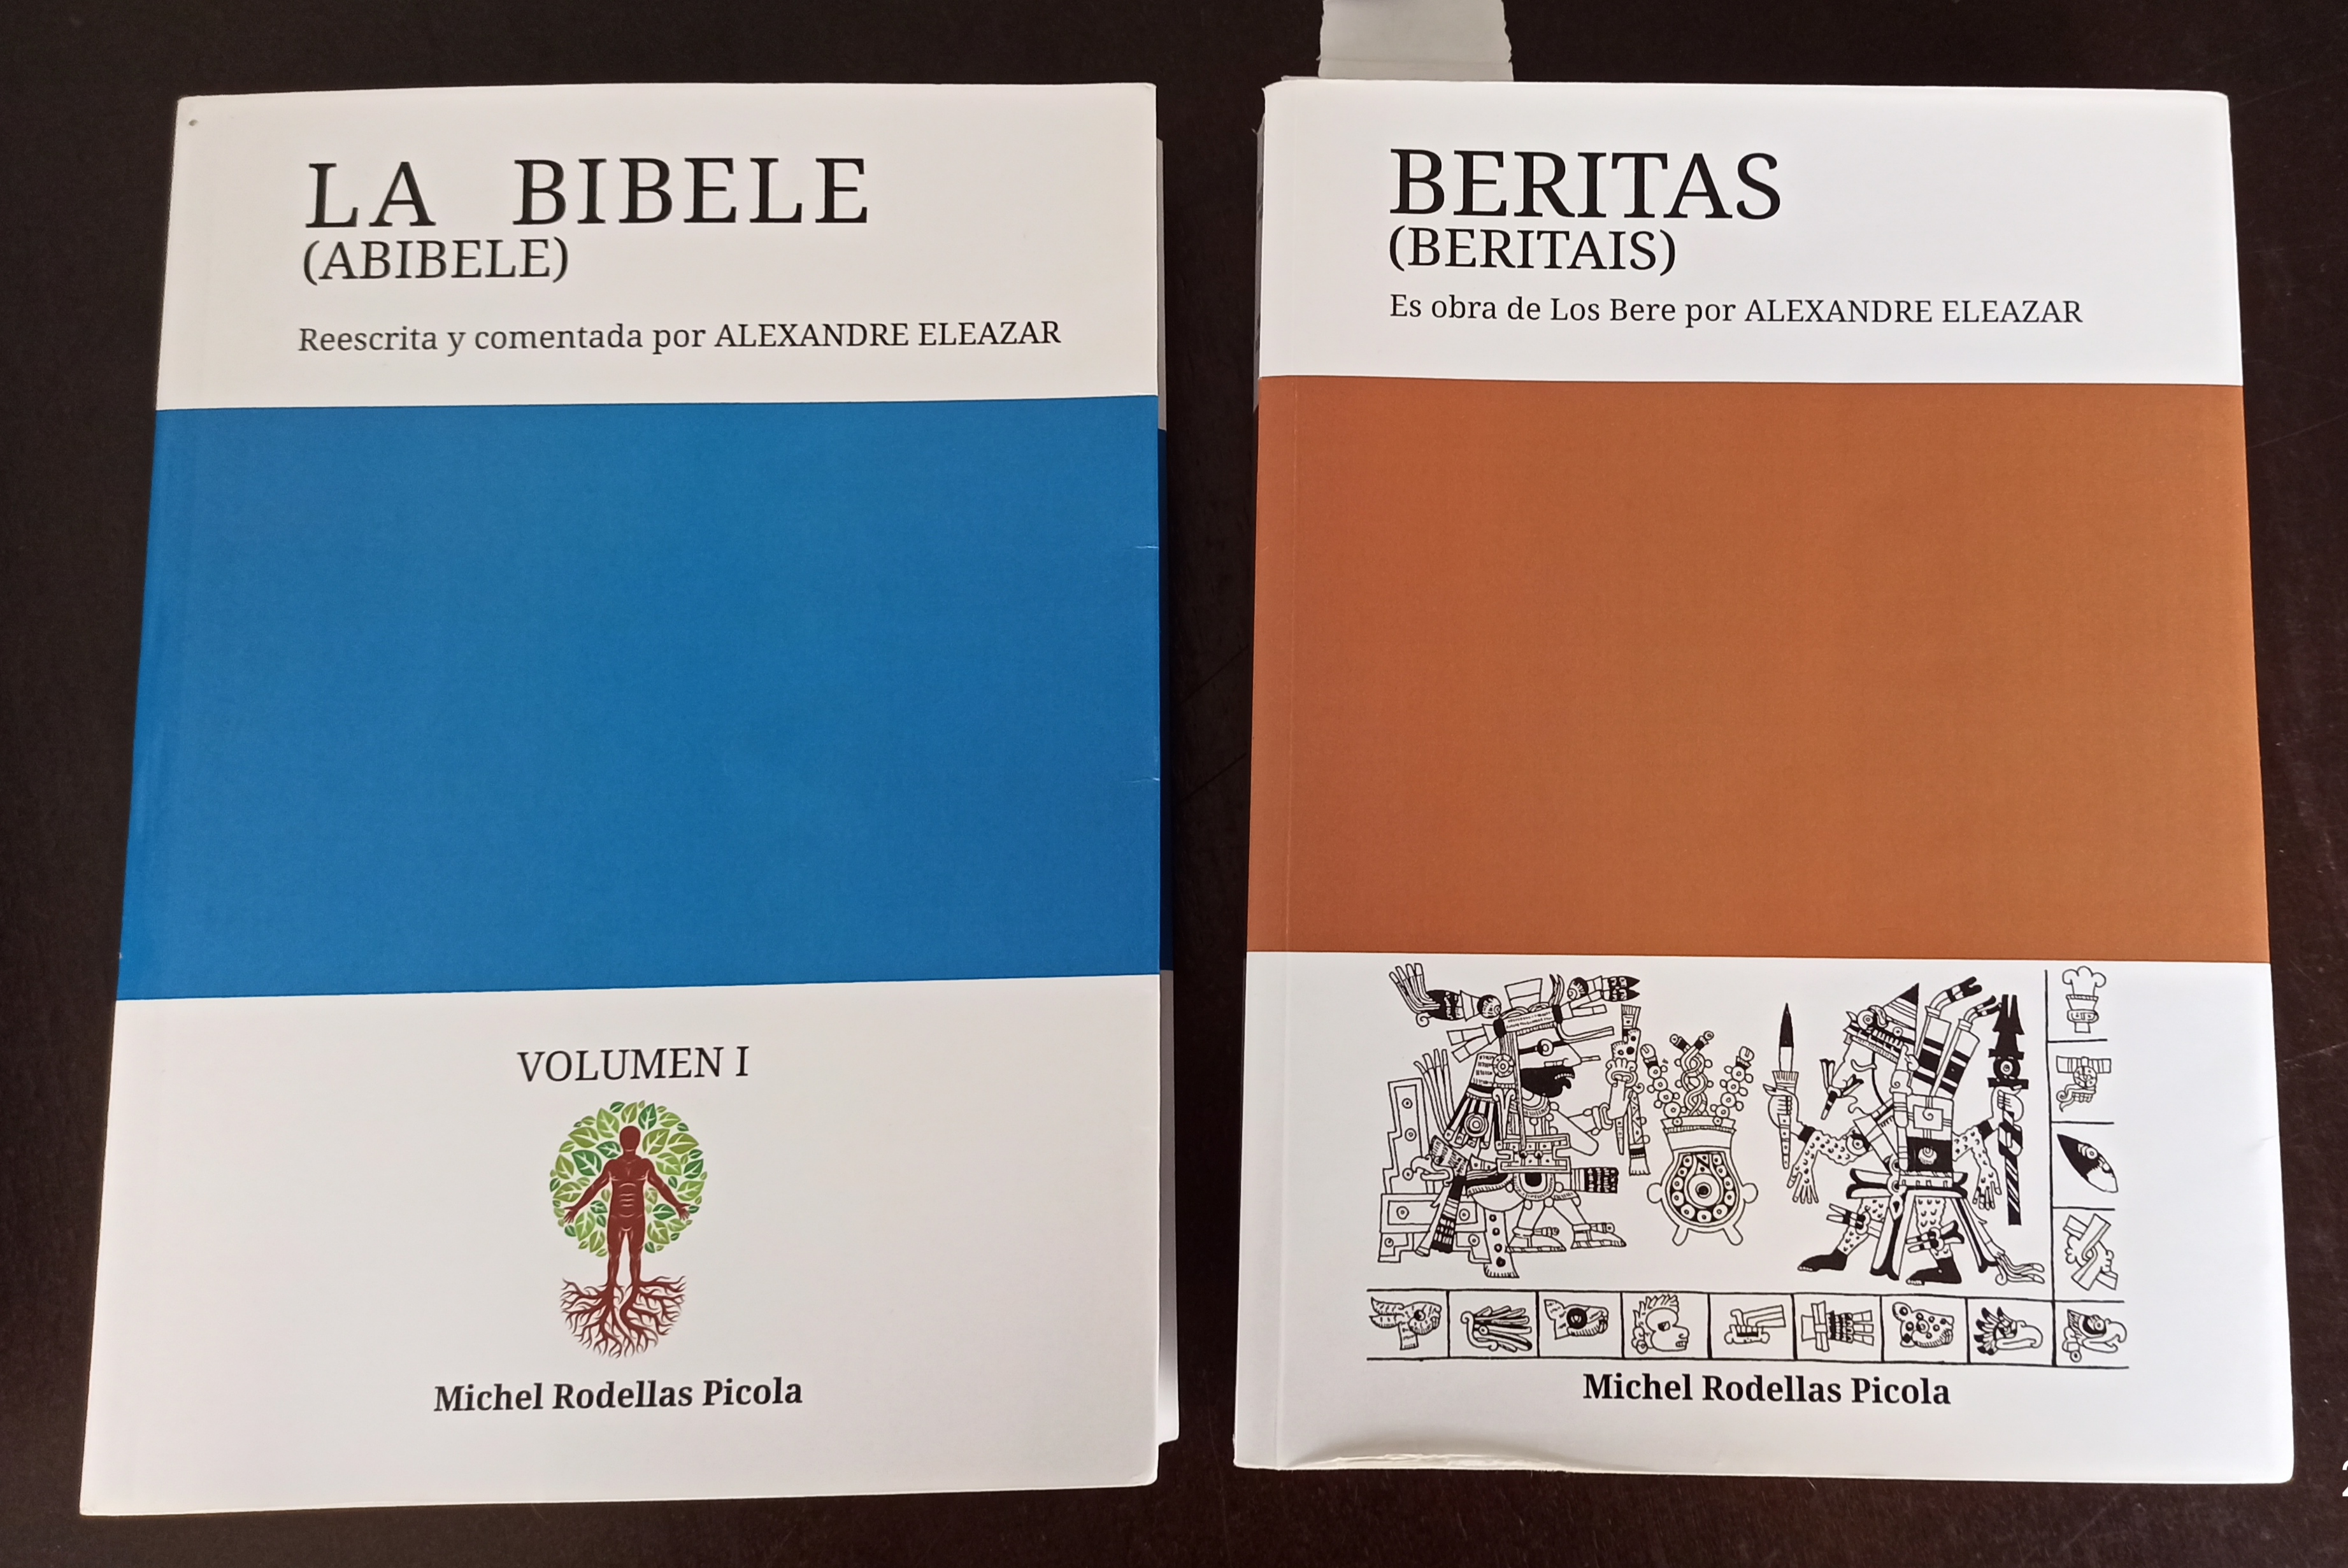 LA BIBELE
(ABIBELE)
Reescrita y comentada por ALEXANDRE ELEAZAR
VOLUMEN I
Michel Rodellas Picola
BERITAS
(BERITAIS)
Es obra de Los Bere por ALEXANDRE ELEAZAR
Michel Rodellas Picola